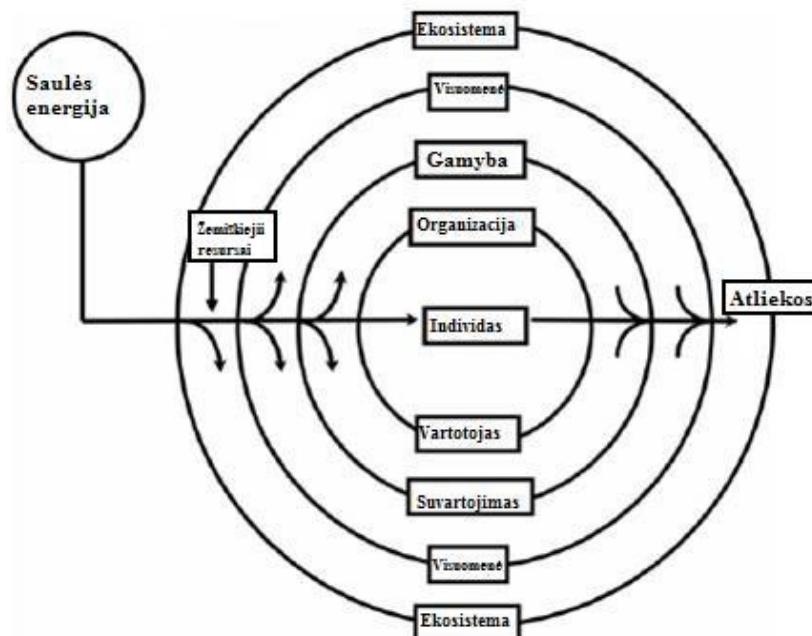 Ekosistema
Saulės
energija
Visuomenė
Gamyba
Žemiškieji
resursai
Organizacija
Atliekos
Individas
Vartotojas
Suvartojimas
Visuomenė
Ekosistema